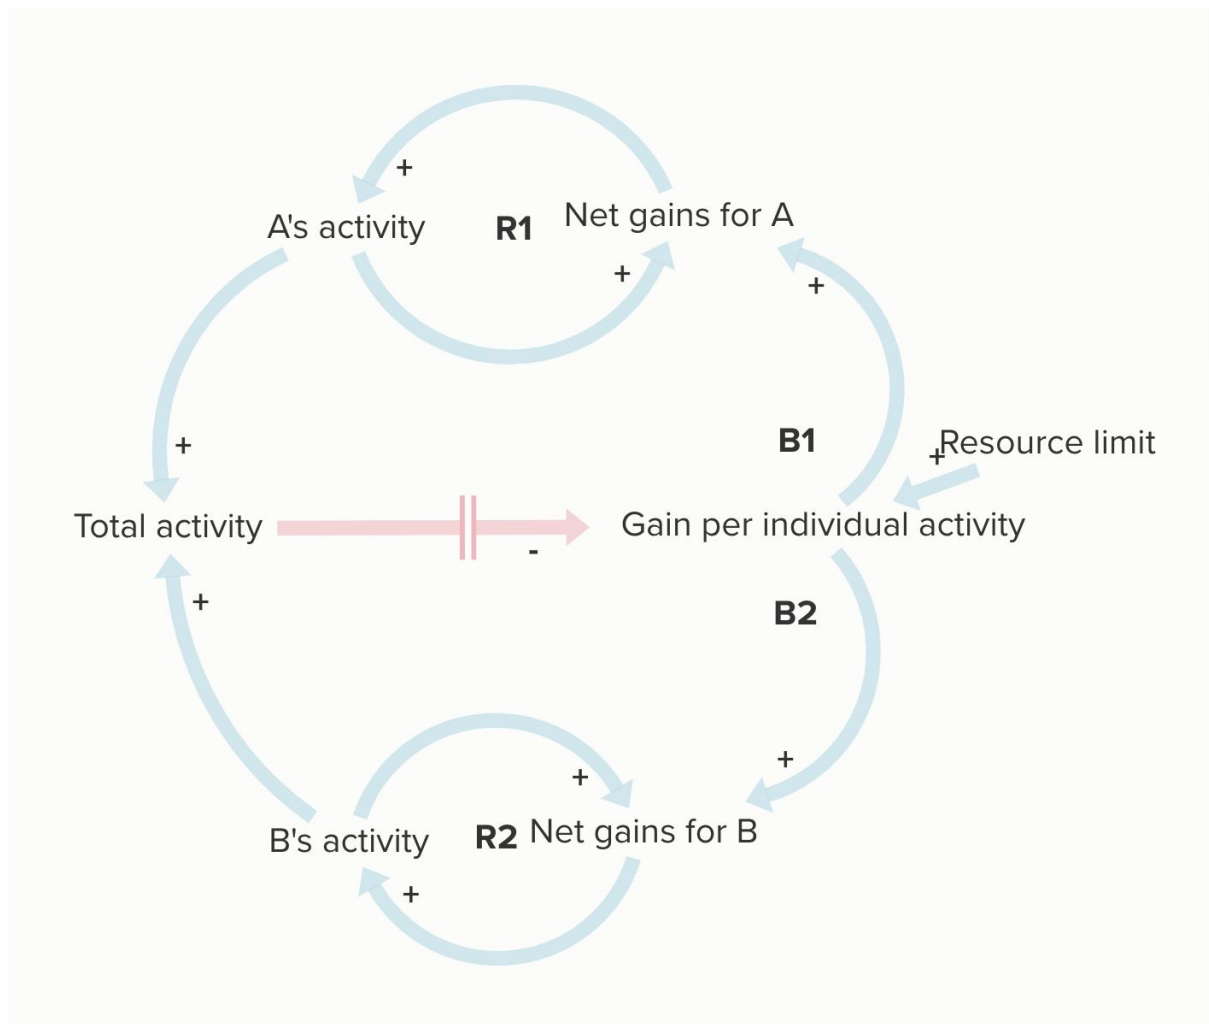 +
A's activity
R1
Net gains for A
+
+
+
B1
+
Resource limit
Total activity
-
Gain per individual activity
+
B2
+
+
B's activity
R2
Net gains for B
+